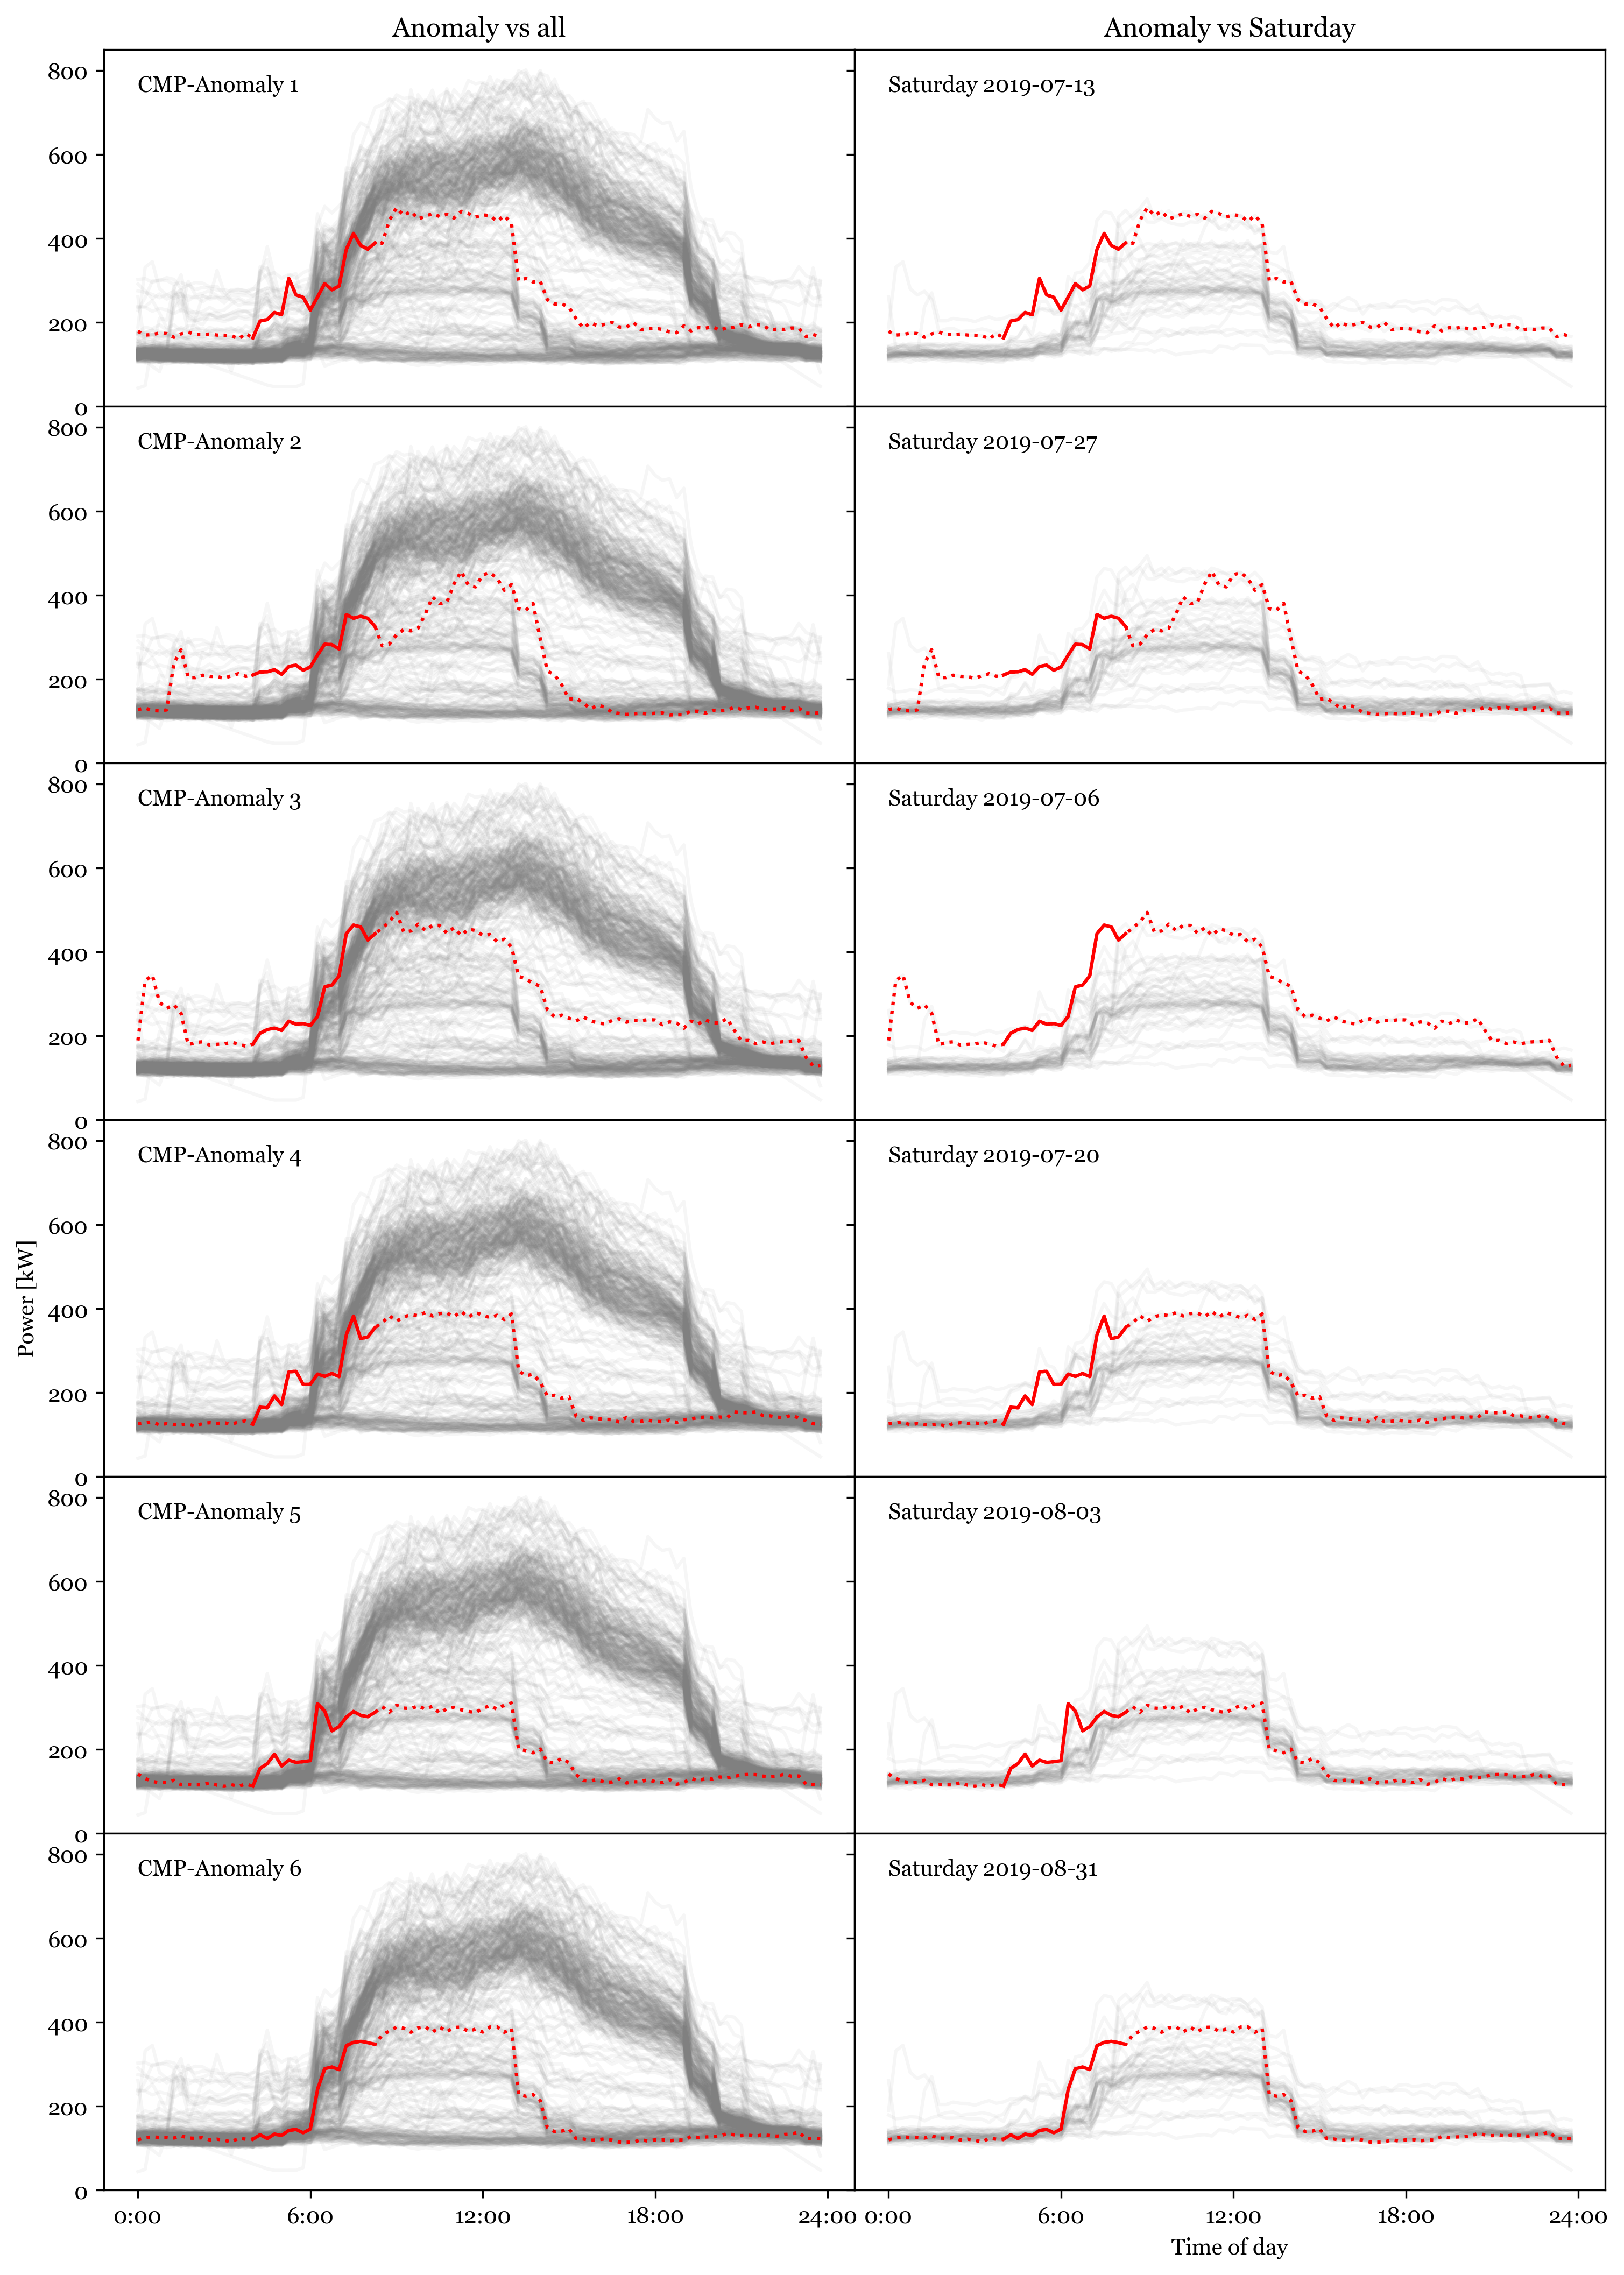 Anomaly vs all
Anomaly vs Saturday
CMP-Anomaly 1
Saturday 2019-07-13
800
600
400
200
0
CMP-Anomaly 2
Saturday 2019-07-27
800
600
400
200
0
CMP-Anomaly 3
Saturday 2019-07-06
800
600
400
200
0
CMP-Anomaly 4
Saturday 2019-07-20
800
600
400
200
0
Power [kW]
CMP-Anomaly 5
Saturday 2019-08-03
800
600
400
200
0
CMP-Anomaly 6
Saturday 2019-08-31
800
600
400
200
0
0:00 6:00 12:00 18:00 24:00 0:00 6:00 12:00 18:00 24:00
Time of day